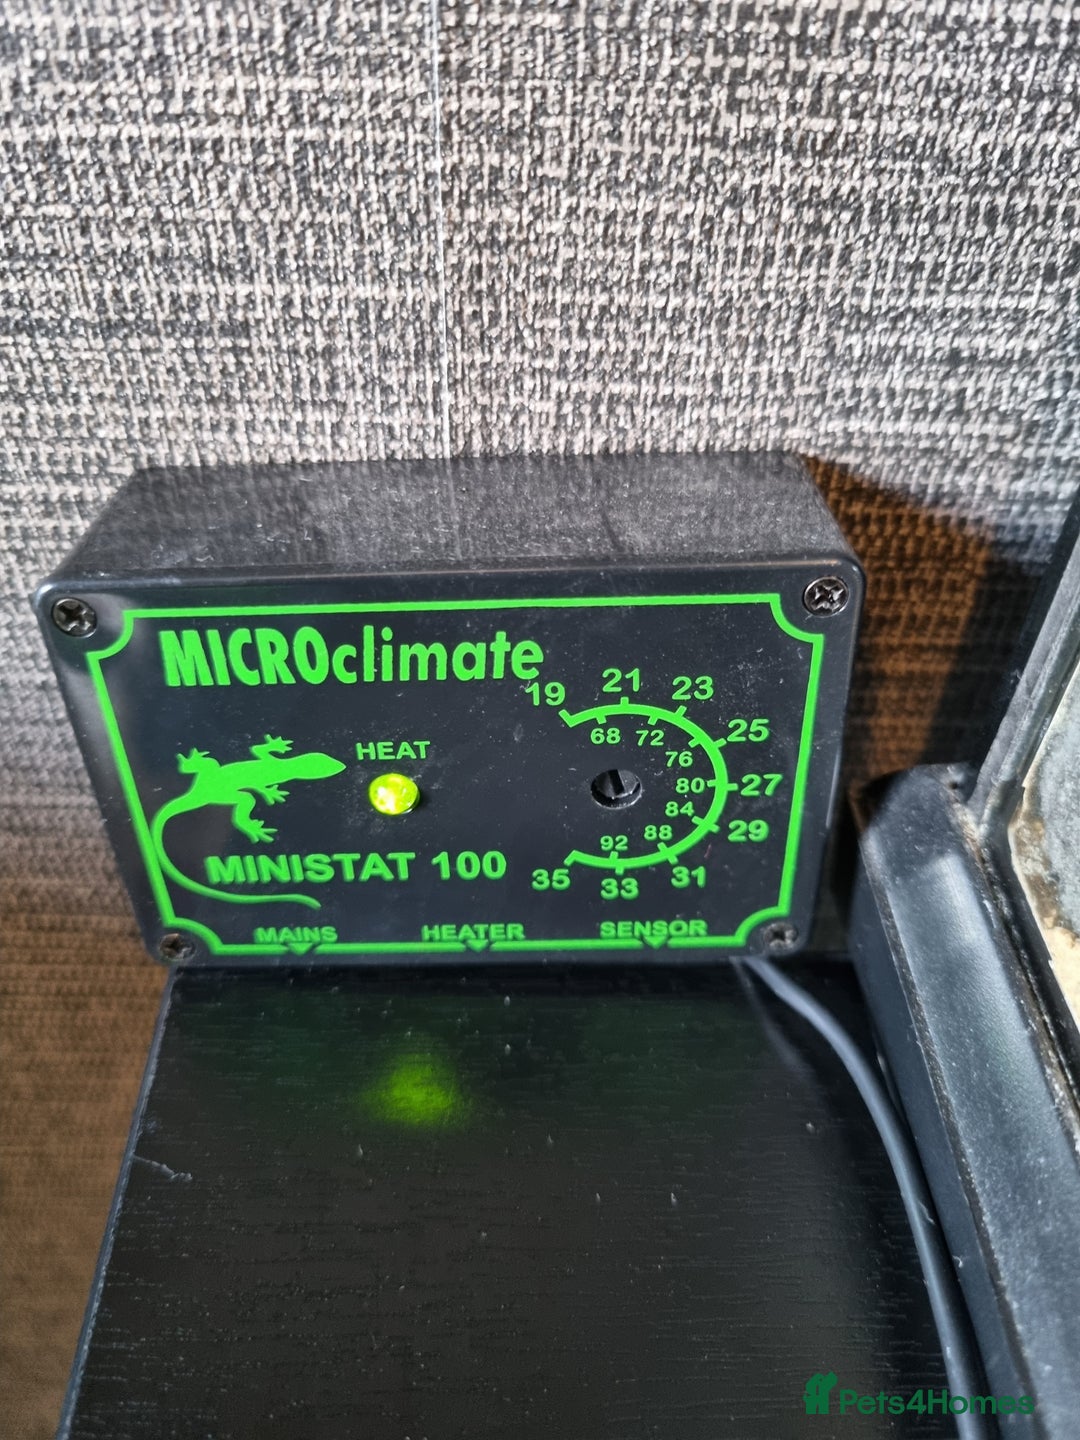 MICROclimate
19 21 23
68 72
25
76
HEAT
80 27
84
29
88
92
MINISTAT 100
35 33 31
MAINS HEATER SENSOR
Pets4Homes